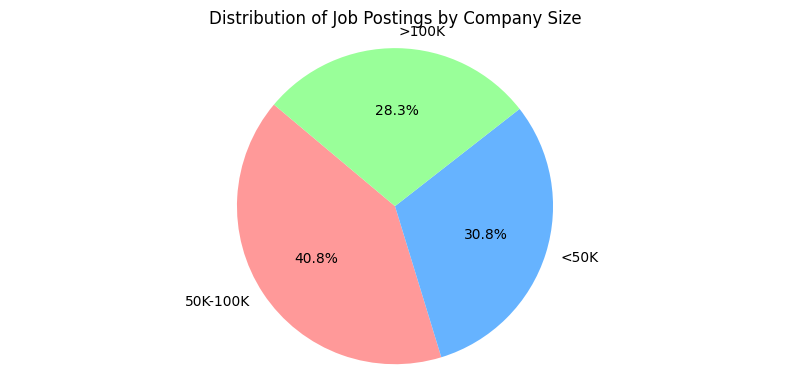 Distribution of Job Postings by Company Size
>100K
28.3%
30.8%
<50K
40.8%
50K-100K